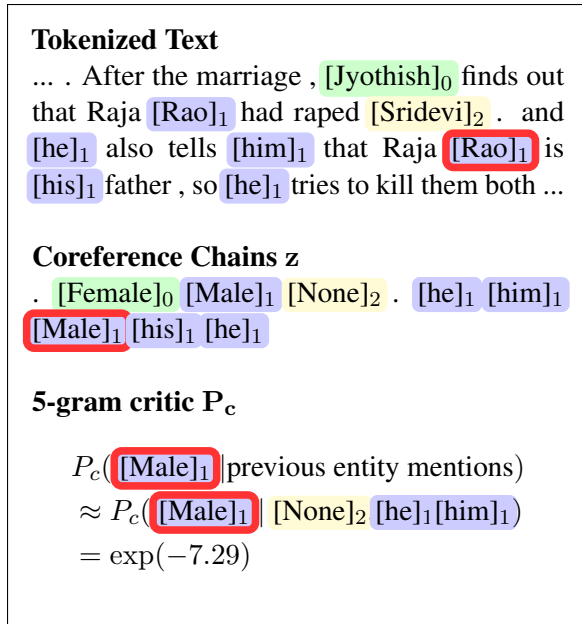 Tokenized Text
... . After the marriage , [Jyothish]₀ finds out
that Raja [Rao]₁ had raped [Sridevi]₂ . and
[he]₁ also tells [him]₁ that Raja [Rao]₁ is
[his]₁ father , so [he]₁ tries to kill them both ...
Coreference Chains z
. [Female]₀ [Male]₁ [None]₂ . [he]₁ [him]₁
[Male]₁ [his]₁ [he]₁
5-gram critic P_c
P_c( [Male]₁ |previous entity mentions)
≈ P_c( [Male]₁ | [None]₂ [he]₁[him]₁)
= exp(−7.29)